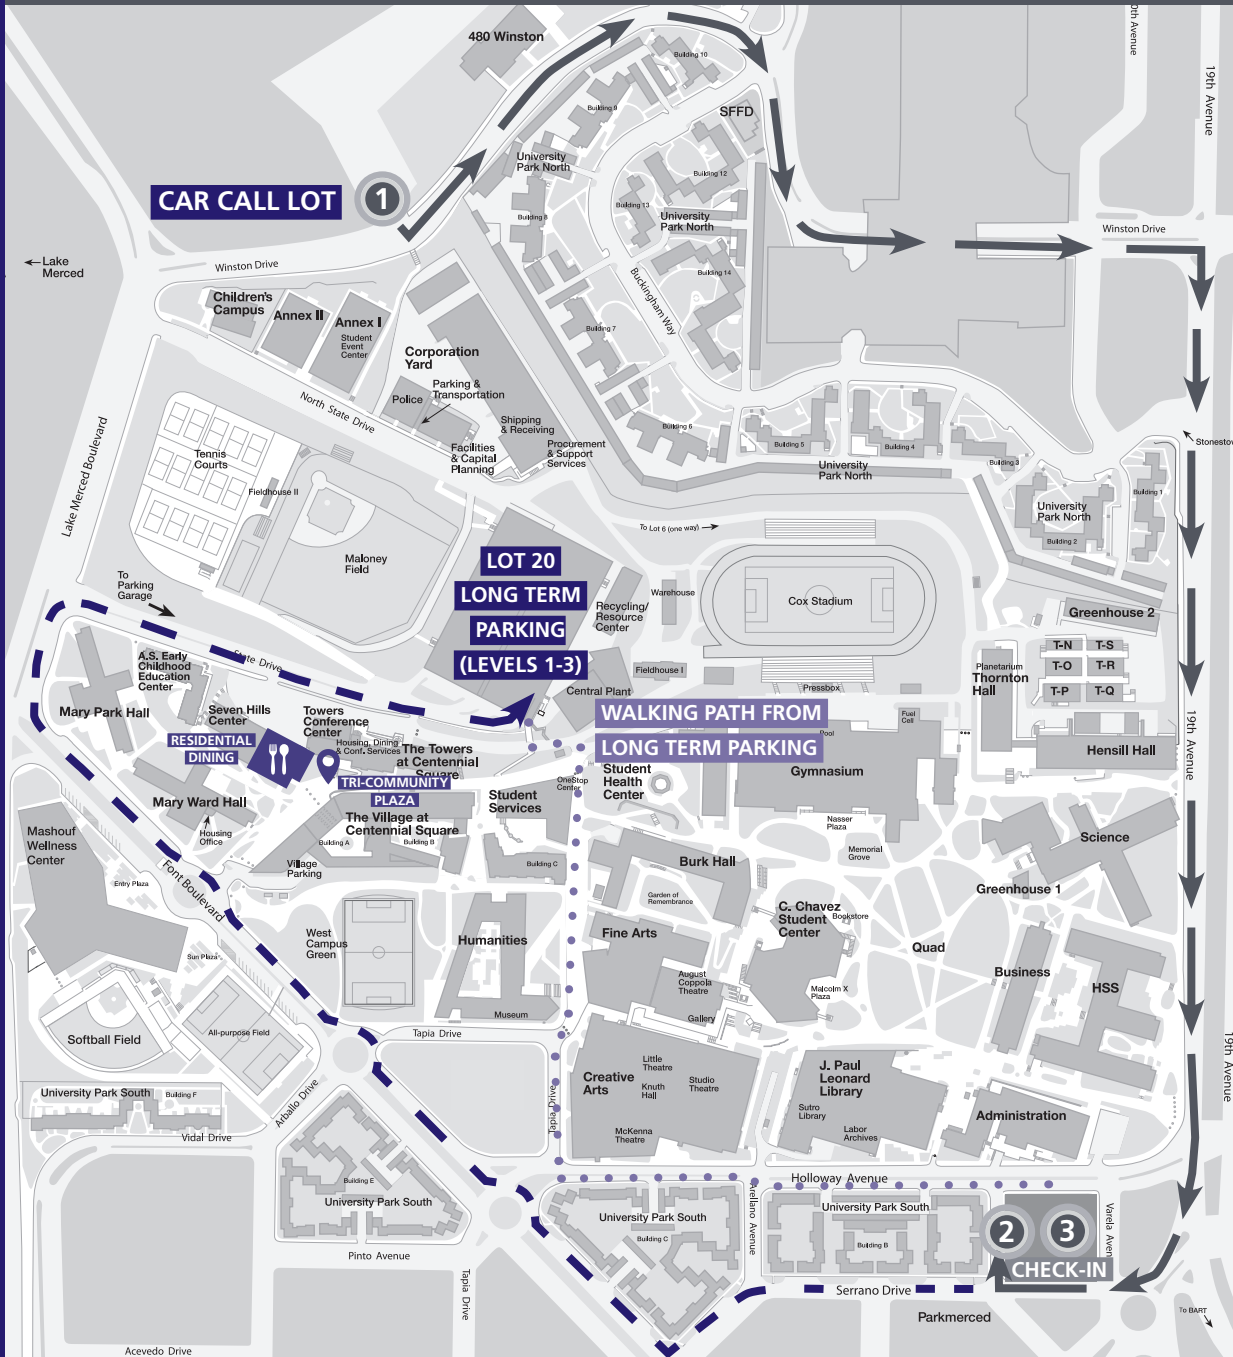 480 Winston
Building 10
Building 9
SFFD
0th Avenue
19th Avenue
University
Park North
Building 12
CAR CALL LOT
1
Building 8
Building 13
University
Park North
Winston Drive
Lake
Merced
Winston Drive
Building 14
Buckingham Way
Children's
Campus
Annex II
Annex I
Student
Event
Center
Building 7
Corporation
Yard
Parking &
Transportation
Police
North State Drive
Shipping
& Receiving
Facilities
& Capital
Planning
Procurement
& Support
Services
Building 6
Building 5
Building 4
Building 3
University
Park North
Stonestow
Building 1
University
Park North
Building 2
Lake Merced Boulevard
Tennis
Courts
Fieldhouse II
Maloney
Field
To Lot 6 (one way)
LOT 20
LONG TERM
PARKING
(LEVELS 1-3)
To
Parking
Garage
Recycling/
Resource
Center
Warehouse
Cox Stadium
Greenhouse 2
T-N
T-S
T-O
T-R
T-P
T-Q
Planetarium
Thornton
Hall
State Drive
A.S. Early
Childhood
Education
Center
Fieldhouse I
Central Plant
Pressbox
Mary Park Hall
Seven Hills
Center
Towers
Conference
Center
Housing, Dining
& Conf. Services
The Towers
at Centennial
Square
WALKING PATH FROM
LONG TERM PARKING
Pool
Fuel
Cell
Hensill Hall
19th Avenue
RESIDENTIAL
DINING
TRI-COMMUNITY
PLAZA
OneStop
Center
Student
Health
Center
Gymnasium
Mary Ward Hall
Housing
Office
Student
Services
The Village at
Centennial Square
Building A
Building B
Building C
Village
Parking
Nasser
Plaza
Memorial
Grove
Science
Mashouf
Wellness
Center
Entry Plaza
Font Boulevard
Burk Hall
Garden of
Remembrance
Greenhouse 1
C. Chavez
Student
Center
Bookstore
West
Campus
Green
Humanities
Fine Arts
Quad
Sun Plaza
August
Coppola
Theatre
Business
HSS
Malcolm X
Plaza
Museum
Gallery
Softball Field
All-purpose Field
Tapia Drive
19th Avenue
Little
Theatre
Creative
Arts
Knuth
Hall
Studio
Theatre
J. Paul
Leonard
Library
University Park South
Building F
Arballo Drive
Tapia Drive
Sutro
Library
Administration
Vidal Drive
McKenna
Theatre
Labor
Archives
Building E
University Park South
Holloway Avenue
University Park South
Building C
Arellano Avenue
University Park South
Building B
2
3
CHECK-IN
Varela Aven
Pinto Avenue
Tapia Drive
Serrano Drive
Parkmerced
To BART
Acevedo Drive